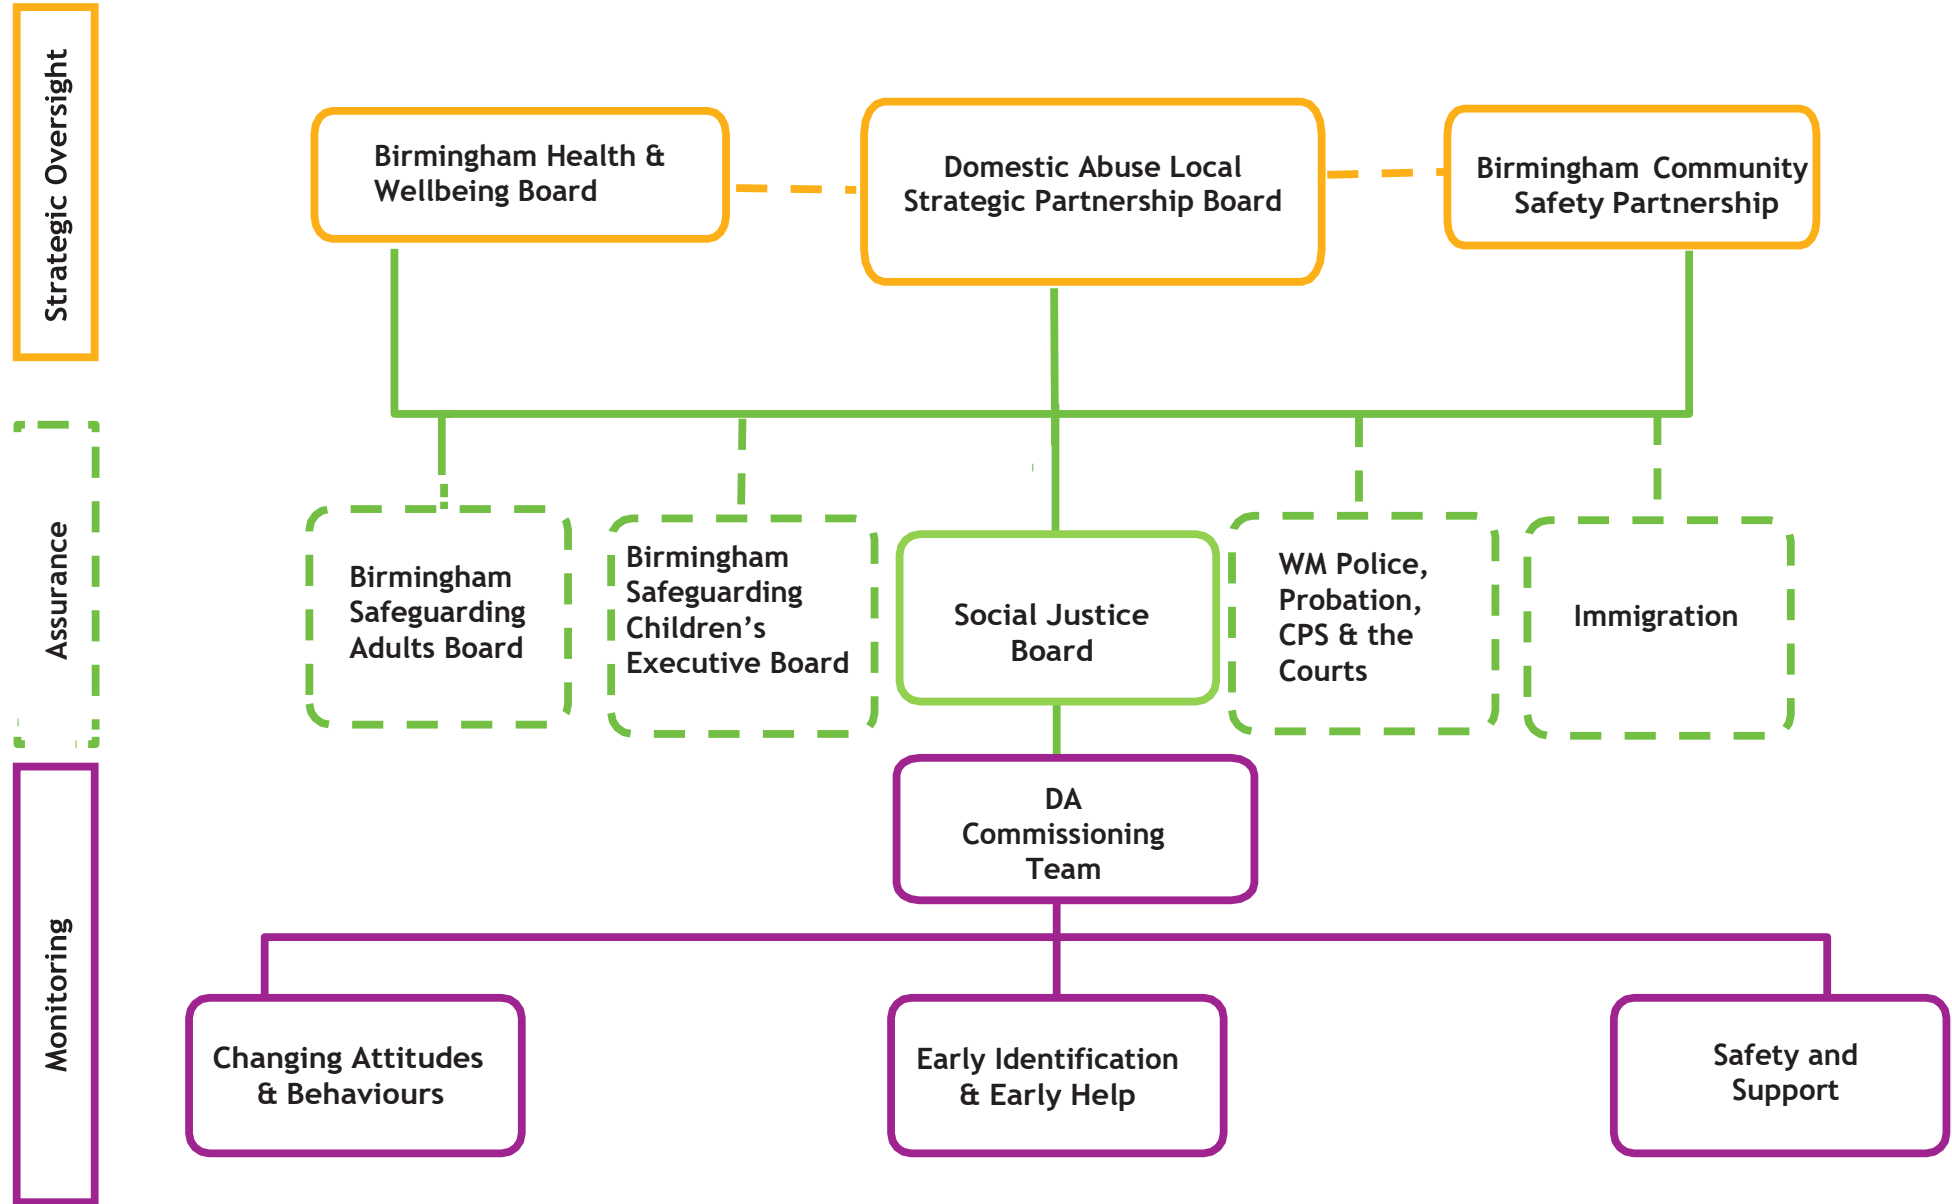 Strategic Oversight
Birmingham Health &
Wellbeing Board
Domestic Abuse Local
Strategic Partnership Board
Birmingham Community
Safety Partnership
Assurance
Birmingham
Safeguarding
Adults Board
Birmingham
Safeguarding
Children’s
Executive Board
Social Justice
Board
WM Police,
Probation,
CPS & the
Courts
Immigration
Monitoring
DA
Commissioning
Team
Changing Attitudes
& Behaviours
Early Identification
& Early Help
Safety and
Support